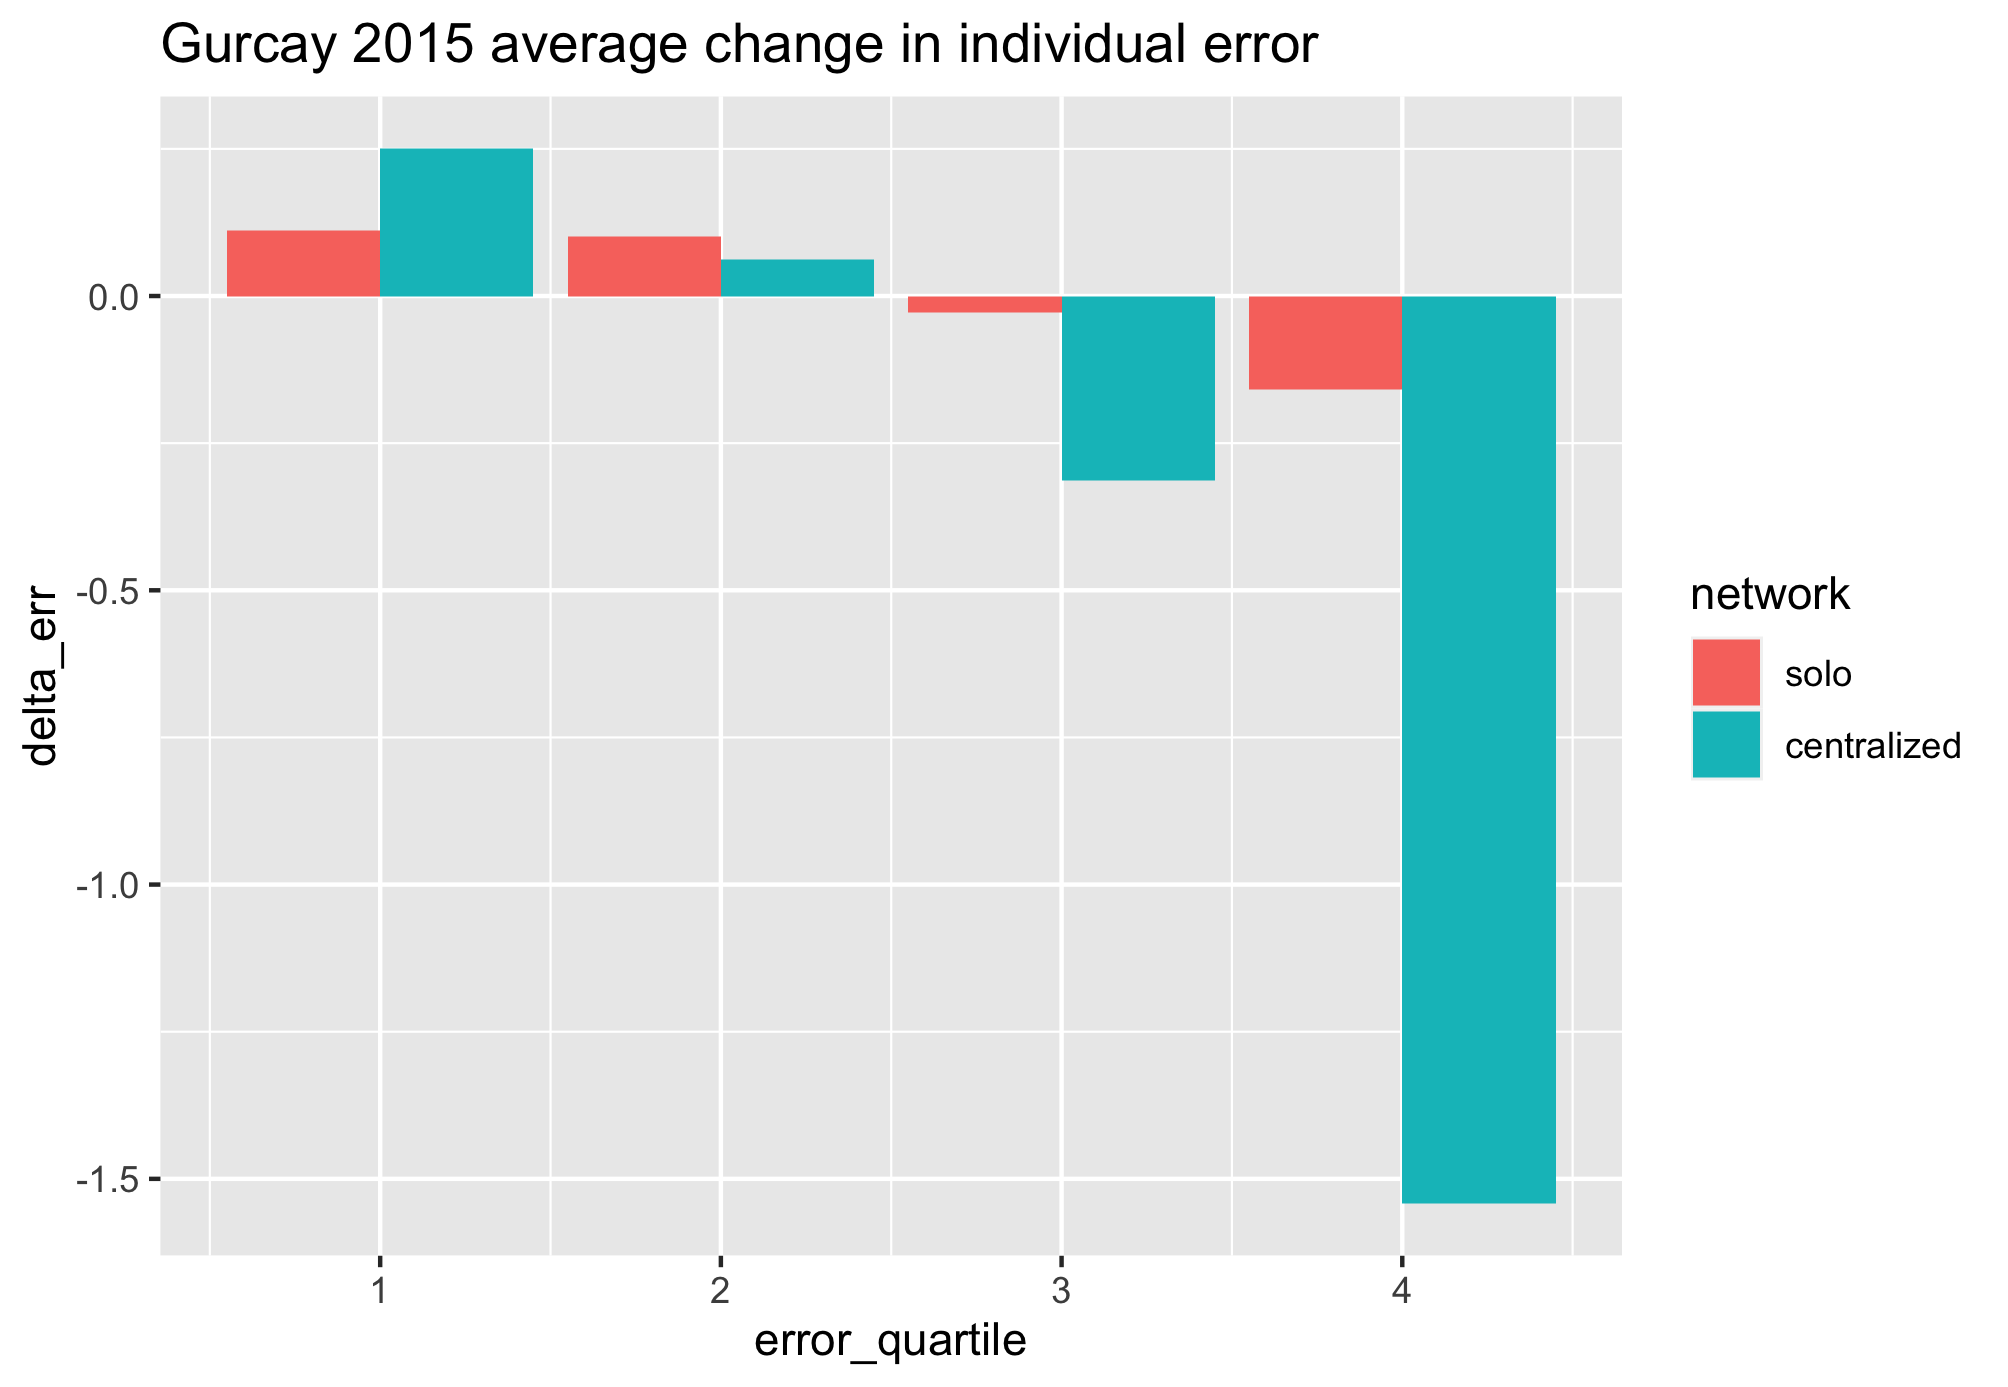 Gurcay 2015 average change in individual error
0.0
-0.5
-1.0
-1.5
delta_err
1
2
3
4
error_quartile
network
solo
centralized